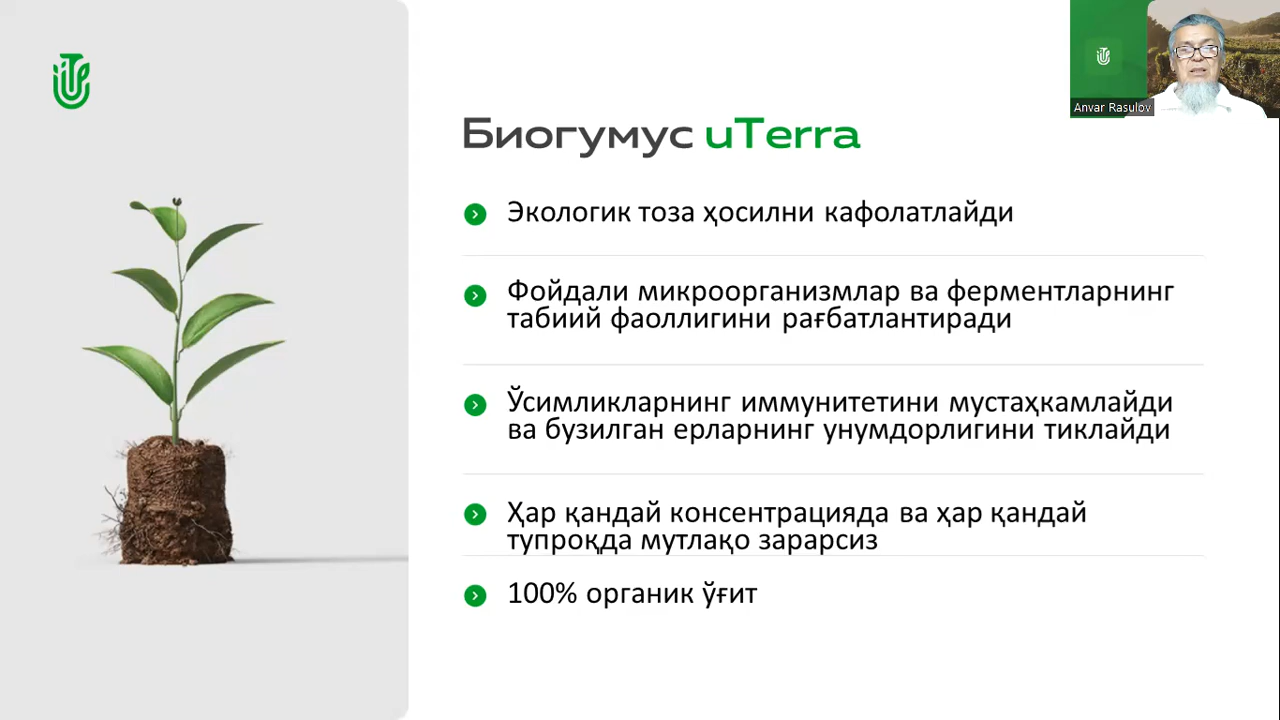 Anvar Rasulov
Биогумус uTerra
Экологик тоза ҳосилни кафолатлайди
Фойдали микроорганизмлар ва ферментларнинг
табиий фаоллигини рағбатлантиради
Ўсимликларнинг иммунитетини мустаҳкамлайди
ва бузилган ерларнинг унумдорлигини тиклайди
Ҳар қандай консентрацияда ва ҳар қандай
тупроқда мутлақо зарарсиз
100% органик ўғит